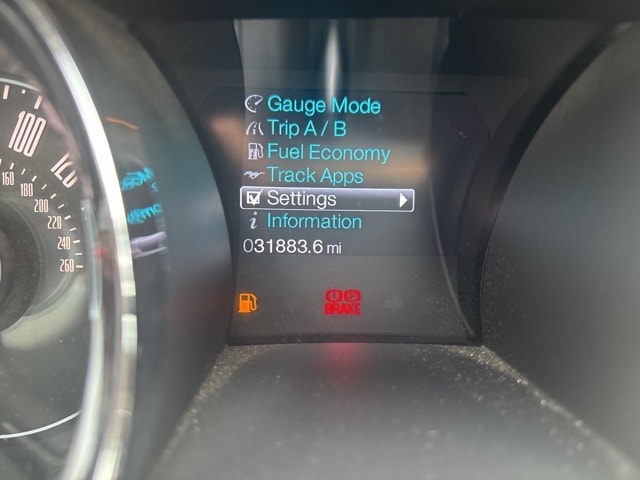 Gauge Mode
Trip A / B
Fuel Economy
Track Apps
Settings
Information
031883.6 mi
BRAKE
100
120
160
180
200
220
240
260